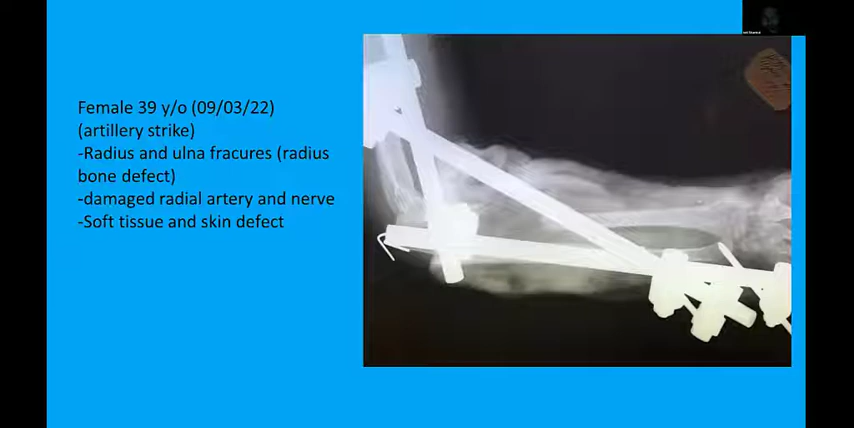 Female 39 y/o (09/03/22)
(artillery strike)
-Radius and ulna fracures (radius
bone defect)
-damaged radial artery and nerve
-Soft tissue and skin defect